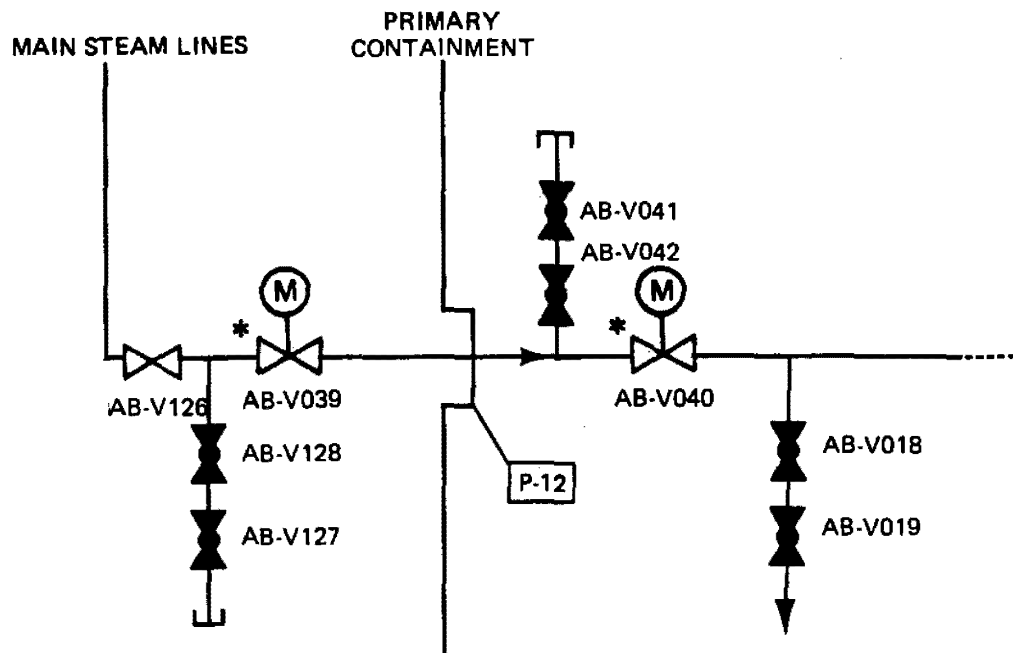 PRIMARY
CONTAINMENT
MAIN STEAM LINES
AB-V041
AB-V042
M
M
*
*
AB-V126
AB-V039
AB-V040
AB-V128
AB-V018
P-12
AB-V127
AB-V019